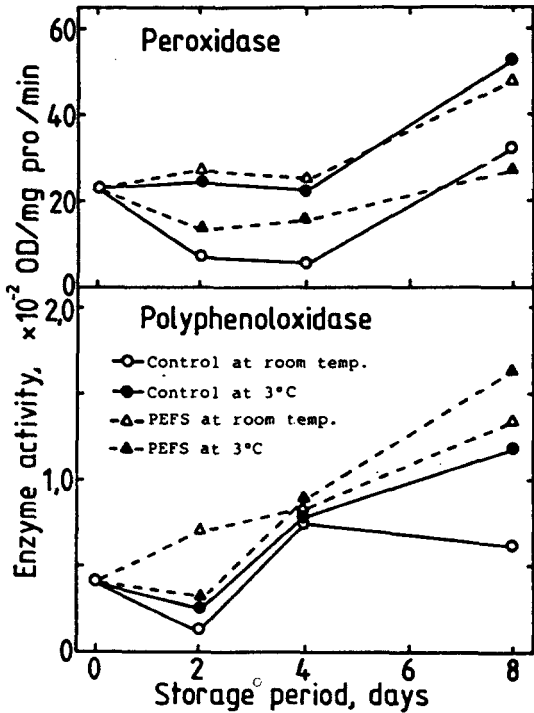 60
Peroxidase
40
20
0
Enzyme activity, ×10⁻² OD/mg pro/min
2,0
Polyphenoloxidase
Control at room temp.
Control at 3°C
PEFS at room temp.
PEFS at 3°C
1,0
0
0 2 4 6 8
Storage period, days